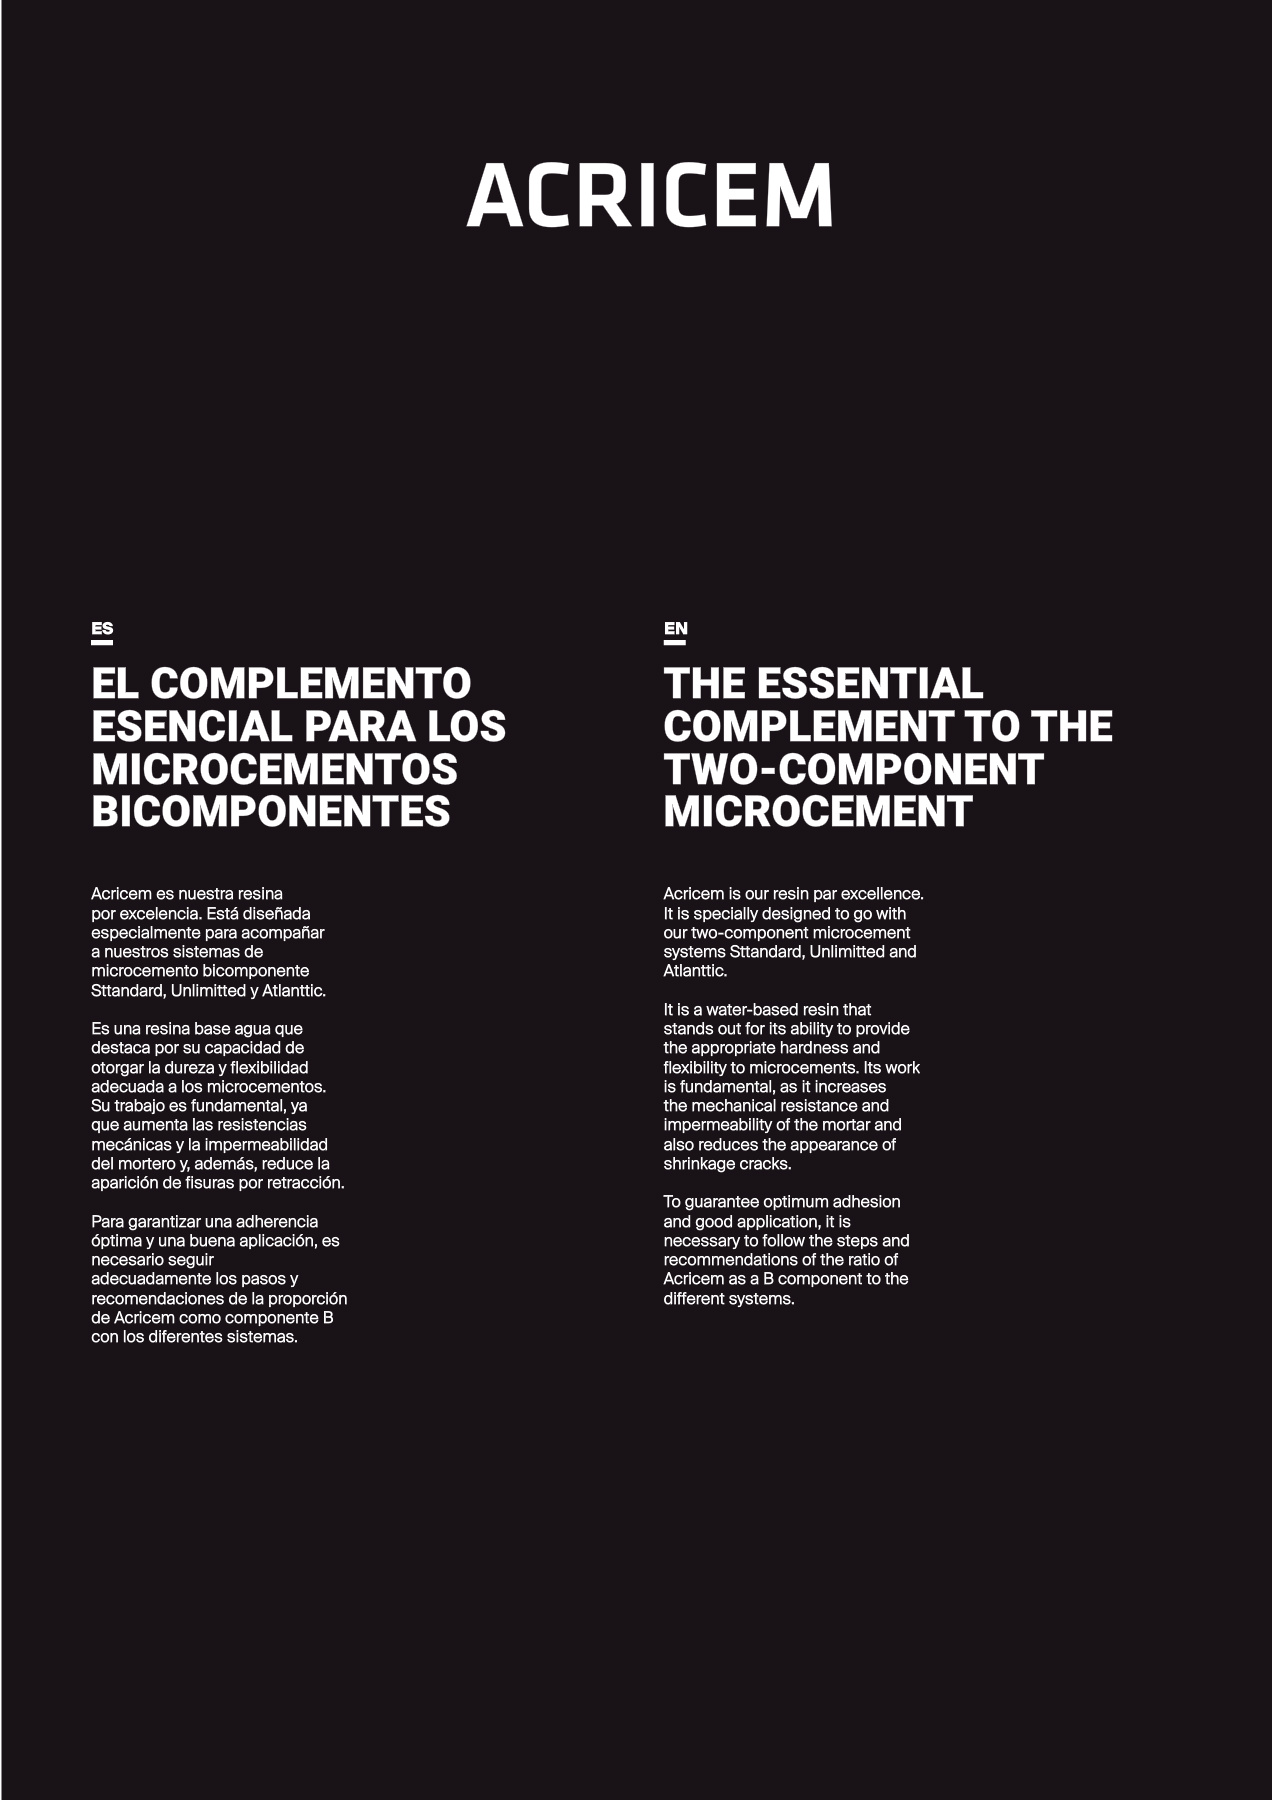 ACRICEM
ES
EL COMPLEMENTO
ESENCIAL PARA LOS
MICROCEMENTOS
BICOMPONENTES
Acricem es nuestra resina
por excelencia. Está diseñada
especialmente para acompañar
a nuestros sistemas de
microcemento bicomponente
Sttandard, Unlimitted y Atlanttic.
Es una resina base agua que
destaca por su capacidad de
otorgar la dureza y flexibilidad
adecuada a los microcementos.
Su trabajo es fundamental, ya
que aumenta las resistencias
mecánicas y la impermeabilidad
del mortero y, además, reduce la
aparición de fisuras por retracción.
Para garantizar una adherencia
óptima y una buena aplicación, es
necesario seguir
adecuadamente los pasos y
recomendaciones de la proporción
de Acricem como componente B
con los diferentes sistemas.
EN
THE ESSENTIAL
COMPLEMENT TO THE
TWO-COMPONENT
MICROCEMENT
Acricem is our resin par excellence.
It is specially designed to go with
our two-component microcement
systems Sttandard, Unlimitted and
Atlanttic.
It is a water-based resin that
stands out for its ability to provide
the appropriate hardness and
flexibility to microcements. Its work
is fundamental, as it increases
the mechanical resistance and
impermeability of the mortar and
also reduces the appearance of
shrinkage cracks.
To guarantee optimum adhesion
and good application, it is
necessary to follow the steps and
recommendations of the ratio of
Acricem as a B component to the
different systems.